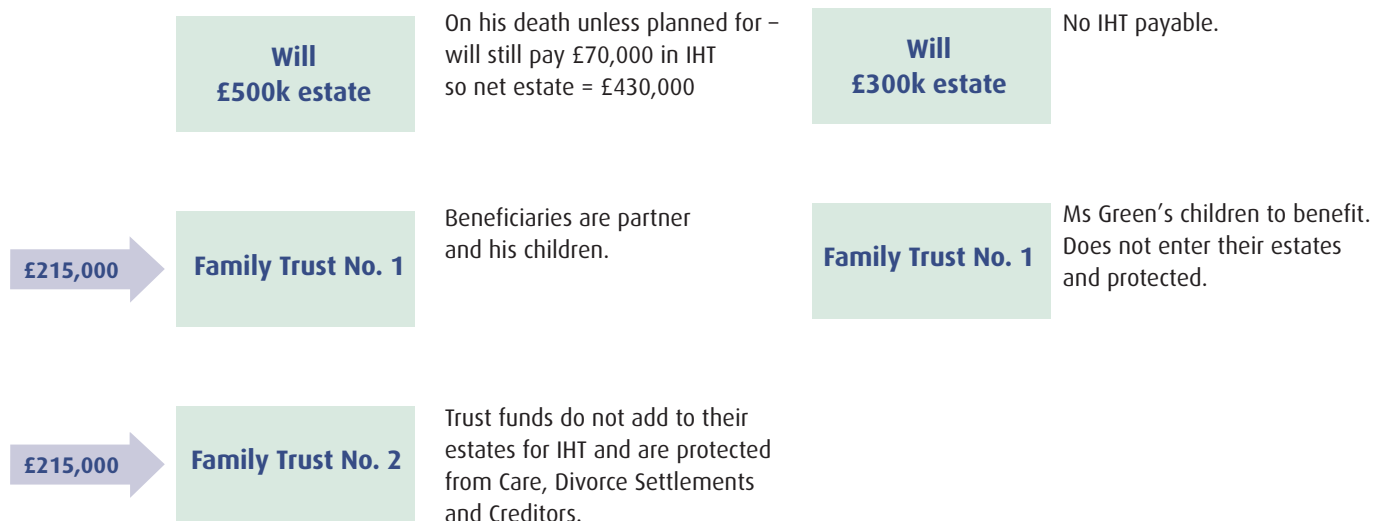 Will
£500k estate
On his death unless planned for –
will still pay £70,000 in IHT
so net estate = £430,000
Will
£300k estate
No IHT payable.
£215,000
Family Trust No. 1
Beneficiaries are partner
and his children.
Family Trust No. 1
Ms Green’s children to benefit.
Does not enter their estates
and protected.
£215,000
Family Trust No. 2
Trust funds do not add to their
estates for IHT and are protected
from Care, Divorce Settlements
and Creditors.